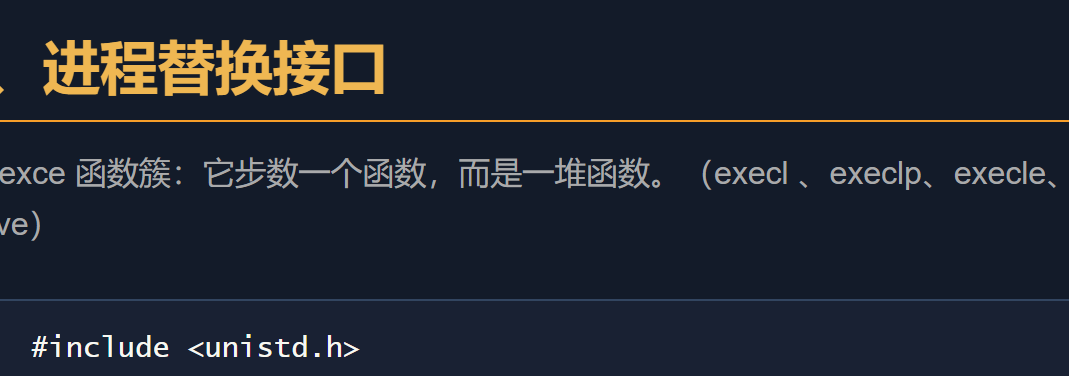 、进程替换接口
exce 函数簇：它步数一个函数，而是一堆函数。（execl 、execlp、execle、
ve）
#include <unistd.h>